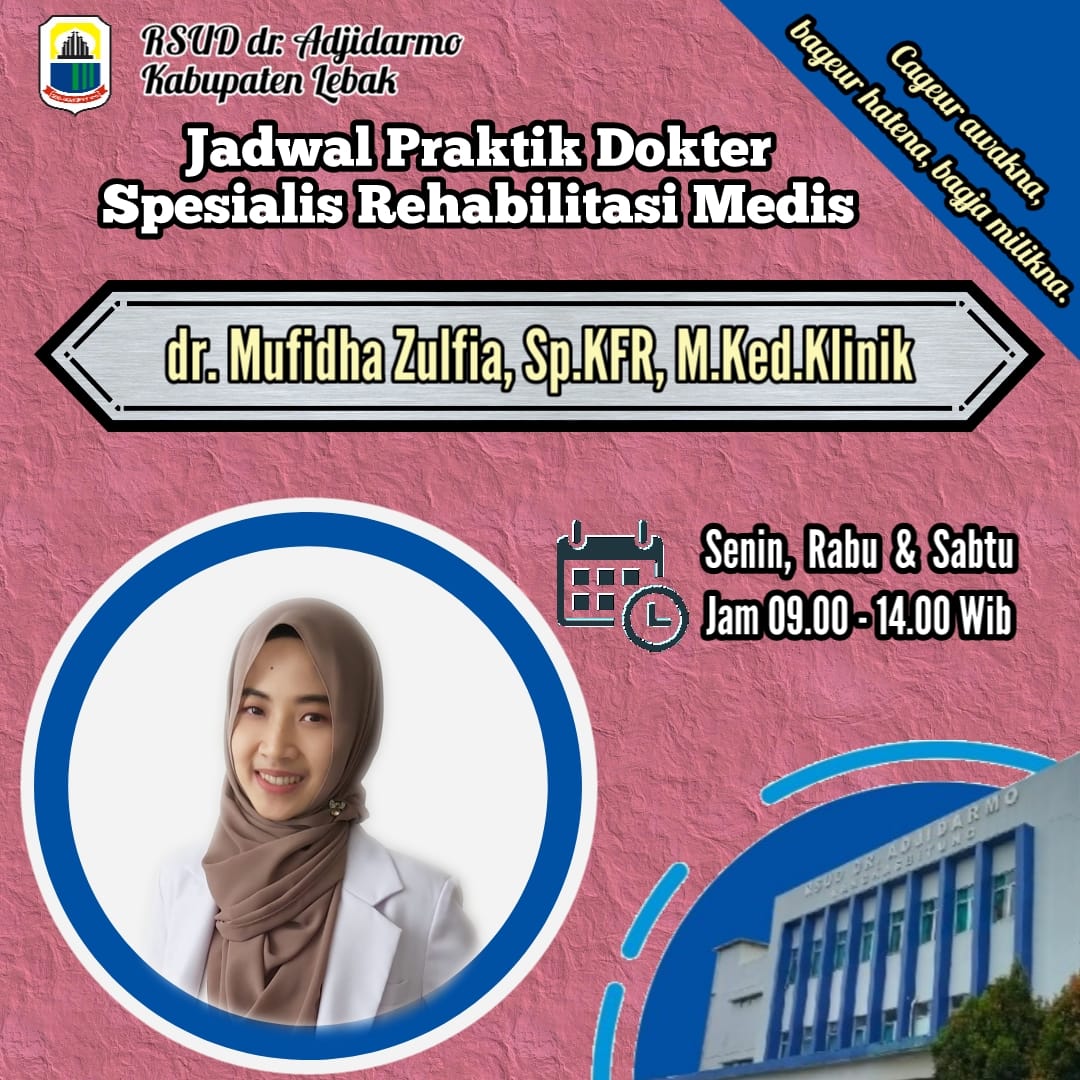 RSUD dr. Adjidarmo
Kabupaten Lebak
Cageur awakna,
bageur hatena, bagja milikna.
Jadwal Praktik Dokter
Spesialis Rehabilitasi Medis
dr. Mufidha Zulfia, Sp.KFR, M.Ked.Klinik
Senin, Rabu & Sabtu
Jam 09.00 - 14.00 Wib
RSUD DR. ADJIDARMO
RANGKASBITUNG